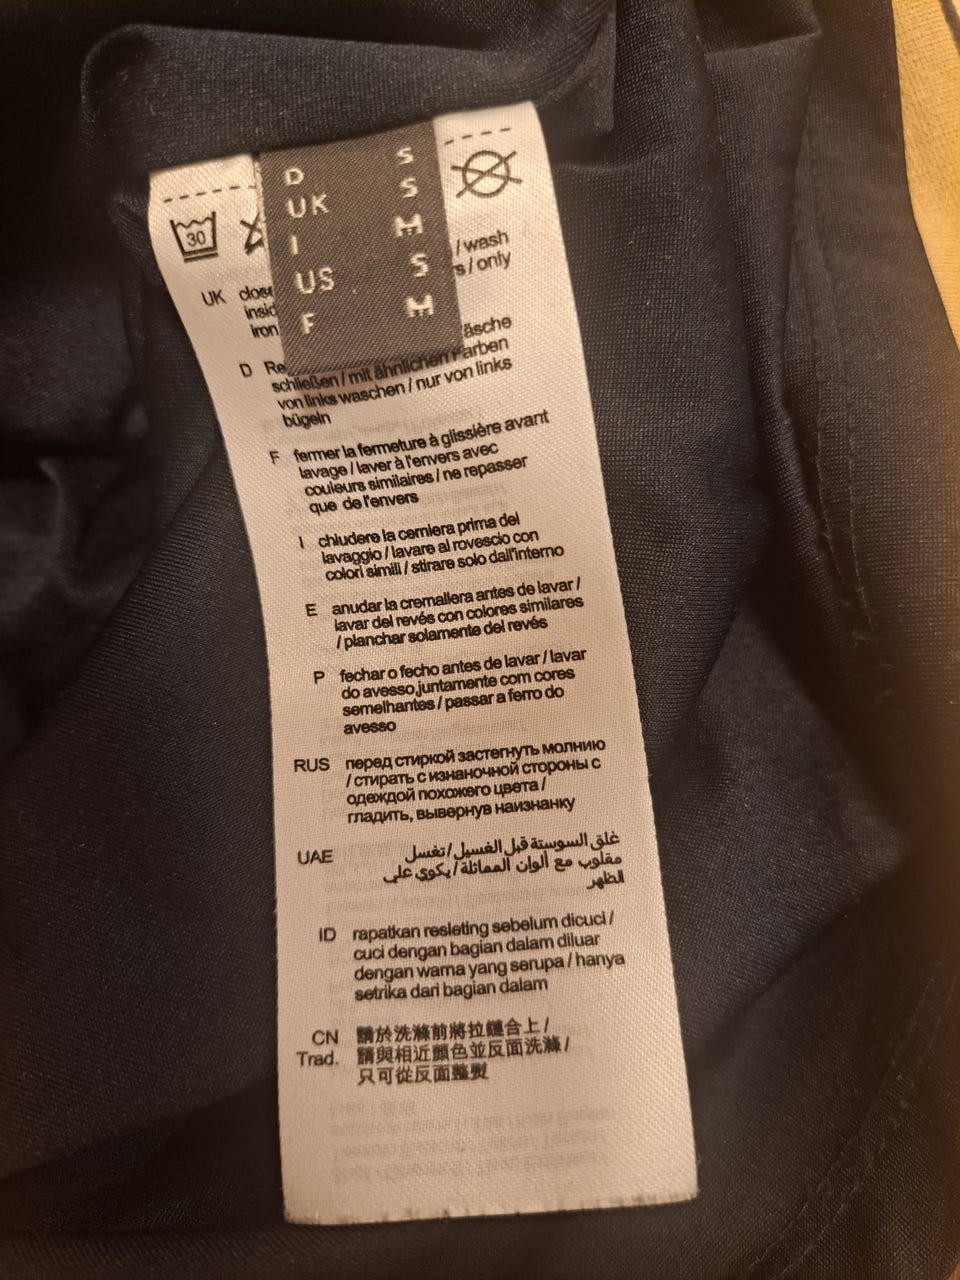 D S
UK S
I M
US S
F M
30
UK close / wash
/ only
iron
D Re
schließen / mit ähnlichen Farben
von links waschen / nur von links
bügeln
F fermer la fermeture à glissière avant
lavage / laver à l'envers avec
couleurs similaires / ne repasser
que de l'envers
I chiudere la cerniera prima del
lavaggio / lavare al rovescio con
colori simili / stirare solo dall'interno
E anudar la cremallera antes de lavar /
lavar del revés con colores similares
/ planchar solamente del revés
P fechar o fecho antes de lavar / lavar
do avesso,juntamente com cores
semelhantes / passar a ferro do
avesso
RUS перед стиркой застегнуть молнию
/ стирать с изнаночной стороны с
одеждой похожего цвета /
гладить, вывернув наизнанку
UAE غلق السوستة قبل الغسيل / تغسل
مقلوب مع ألوان المماثلة / يكوي علي
الظهر
ID rapatkan resleting sebelum dicuci /
cuci dengan bagian dalam diluar
dengan warna yang serupa / hanya
setrika dari bagian dalam
CN 請於洗滌前將拉鏈合上 /
Trad. 請與相近顏色並反面洗滌 /
只可從反面整熨